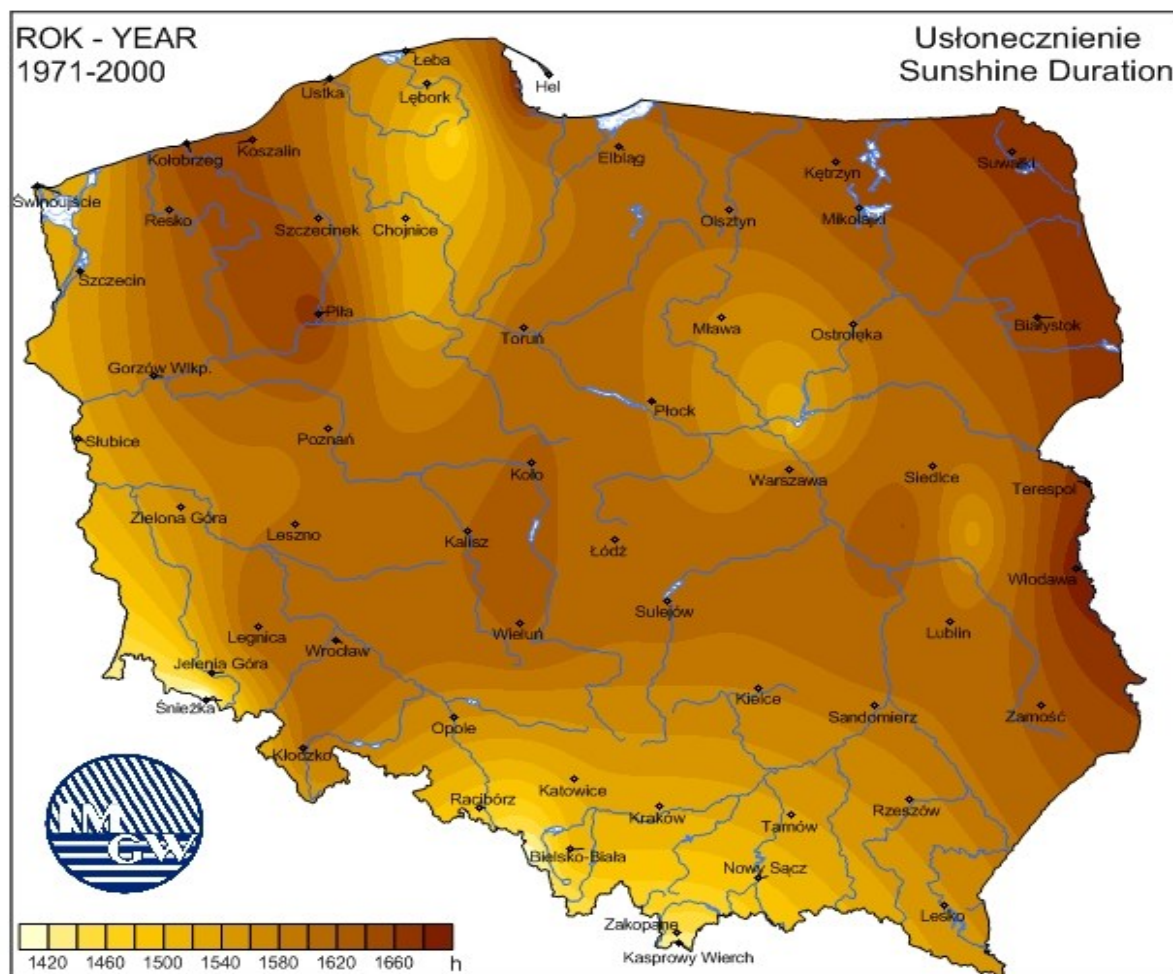 ROK - YEAR
1971-2000
Usłonecznienie
Sunshine Duration
Łeba
Ustka
Lębork
Hel
Kołobrzeg
Koszalin
Elbląg
Kętrzyn
Suwałki
Świnoujście
Resko
Szczecinek
Chojnice
Olsztyn
Mikołajki
Szczecin
Piła
Toruń
Mława
Ostrołęka
Białystok
Gorzów Wlkp.
Płock
Słubice
Poznań
Koło
Warszawa
Siedlce
Terespol
Zielona Góra
Leszno
Kalisz
Łódź
Włodawa
Sulejów
Legnica
Wrocław
Wieluń
Lublin
Jelenia Góra
Śnieżka
Kielce
Sandomierz
Zamość
Opole
Kłodzko
Katowice
Racibórz
Kraków
Tarnów
Rzeszów
Bielsko-Biała
Nowy Sącz
Lesko
Zakopane
Kasprowy Wierch
IM
GW
1420 1460 1500 1540 1580 1620 1660 h